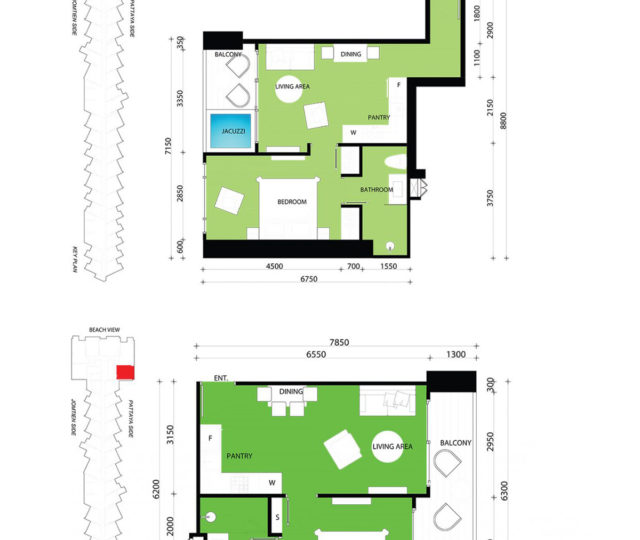 JOMTIEN SIDE
PATTAYA SIDE
KEY PLAN
350
3350
7150
2850
600
BALCONY
DINING
LIVING AREA
F
PANTRY
W
JACUZZI
BEDROOM
BATHROOM
1800
2900
1100
2150
8800
3750
4500
700
1550
6750
BEACH VIEW
JOMTIEN SIDE
PATTAYA SIDE
7850
6550
1300
ENT.
DINING
300
3150
F
LIVING AREA
BALCONY
2950
PANTRY
W
6200
6300
2000
S